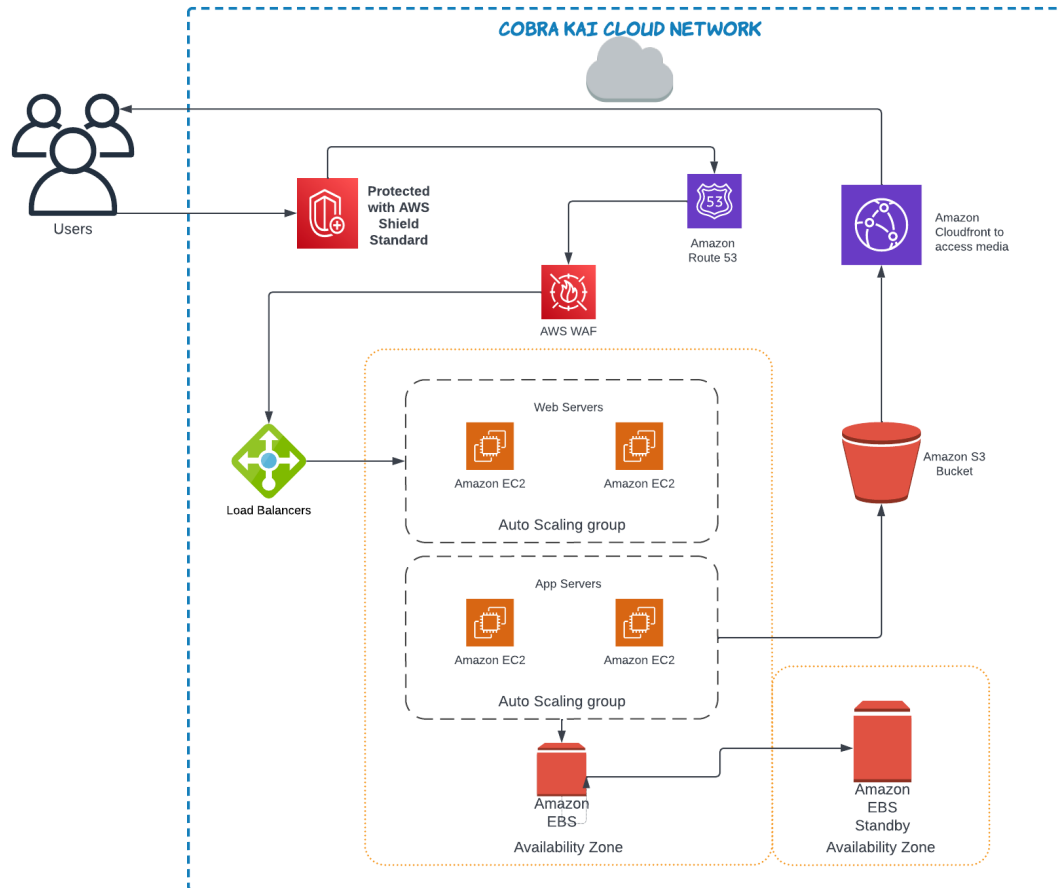 COBRA KAI CLOUD NETWORK
Users
Protected
with AWS
Shield
Standard
53
Amazon
Route 53
Amazon
Cloudfront to
access media
AWS WAF
Load Balancers
Web Servers
Amazon EC2
Amazon EC2
Auto Scaling group
App Servers
Amazon EC2
Amazon EC2
Auto Scaling group
Amazon S3
Bucket
Amazon
EBS
Availability Zone
Amazon
EBS
Standby
Availability Zone